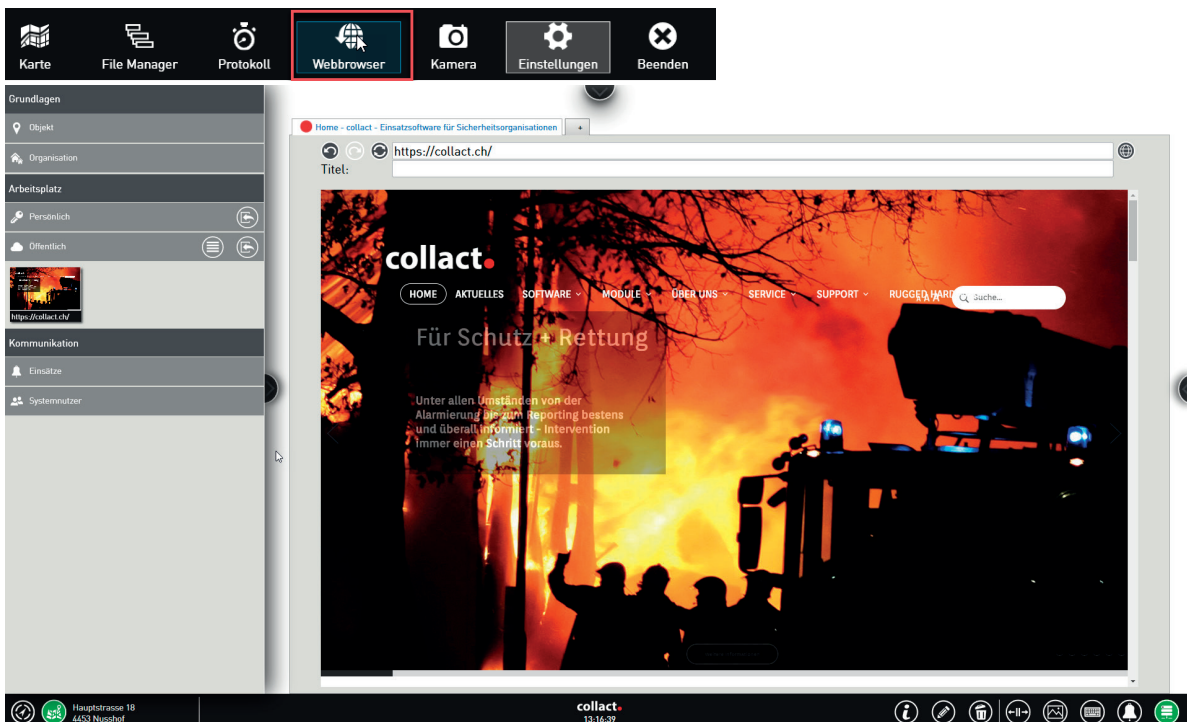 Karte
File Manager
Protokoll
Webbrowser
Kamera
Einstellungen
Beenden
Grundlagen
Objekt
Organisation
Arbeitsplatz
Persönlich
Öffentlich
https://collact.ch/
Kommunikation
Einsätze
Systemnutzer
Home - collact - Einsatzsoftware für Sicherheitsorganisationen
+
https://collact.ch/
Titel:
collact.
HOME AKTUELLES SOFTWARE MODULE ÜBER UNS SERVICE SUPPORT RUGGED HARD
A A A
Suche...
Für Schutz + Rettung
Unter allen Umständen von der
Alarmierung bis zum Reporting bestens
und überall informiert - Intervention
immer einen Schritt voraus.
Hauptstrasse 18
4453 Nusshof
collact.
13:16:39